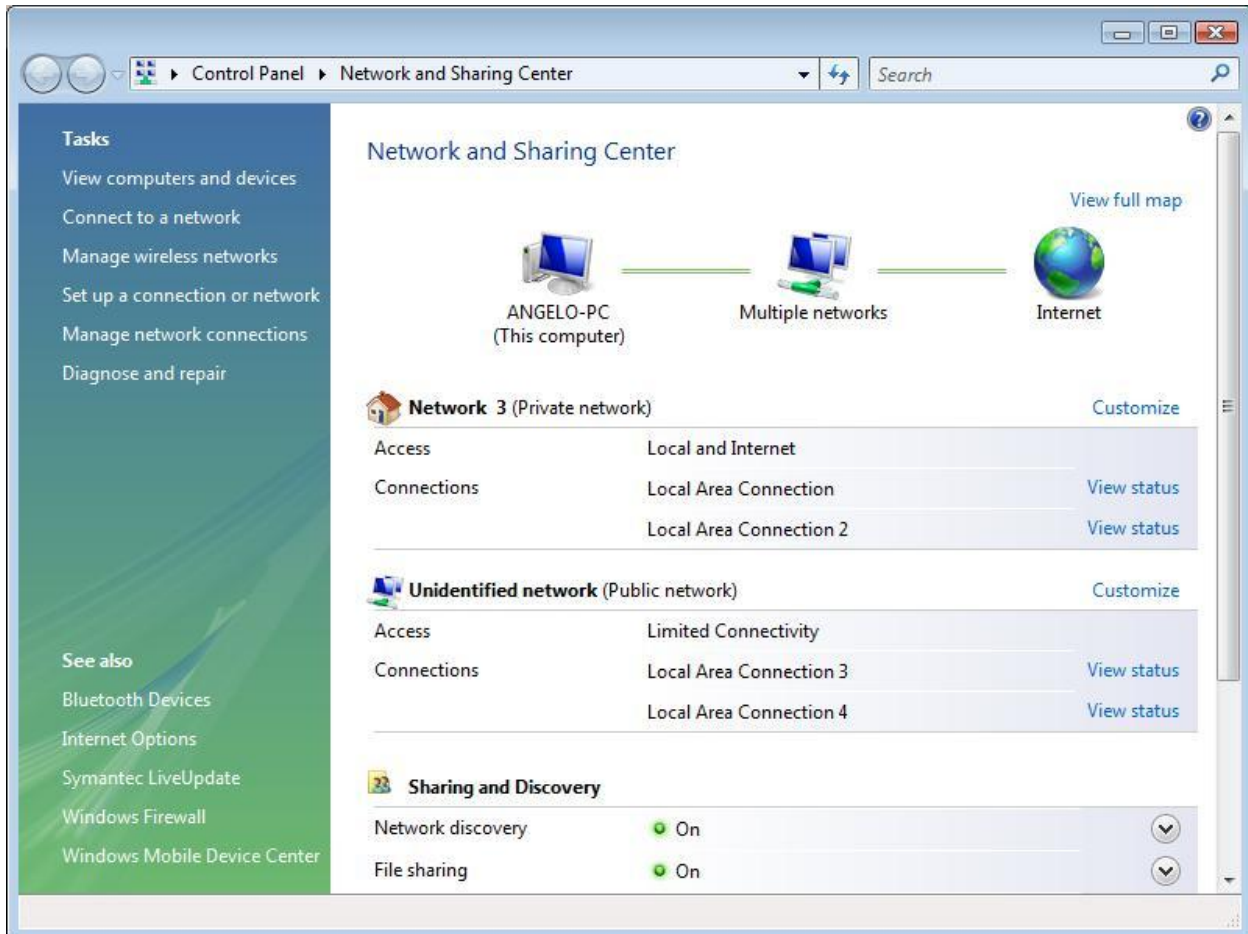 Control Panel Network and Sharing Center Search
Tasks
View computers and devices
Connect to a network
Manage wireless networks
Set up a connection or network
Manage network connections
Diagnose and repair
See also
Bluetooth Devices
Internet Options
Symantec LiveUpdate
Windows Firewall
Windows Mobile Device Center
Network and Sharing Center
View full map
ANGELO-PC
(This computer)
Multiple networks
Internet
Network 3 (Private network) Customize
Access Local and Internet
Connections Local Area Connection View status
Local Area Connection 2 View status
Unidentified network (Public network) Customize
Access Limited Connectivity
Connections Local Area Connection 3 View status
Local Area Connection 4 View status
Sharing and Discovery
Network discovery On
File sharing On